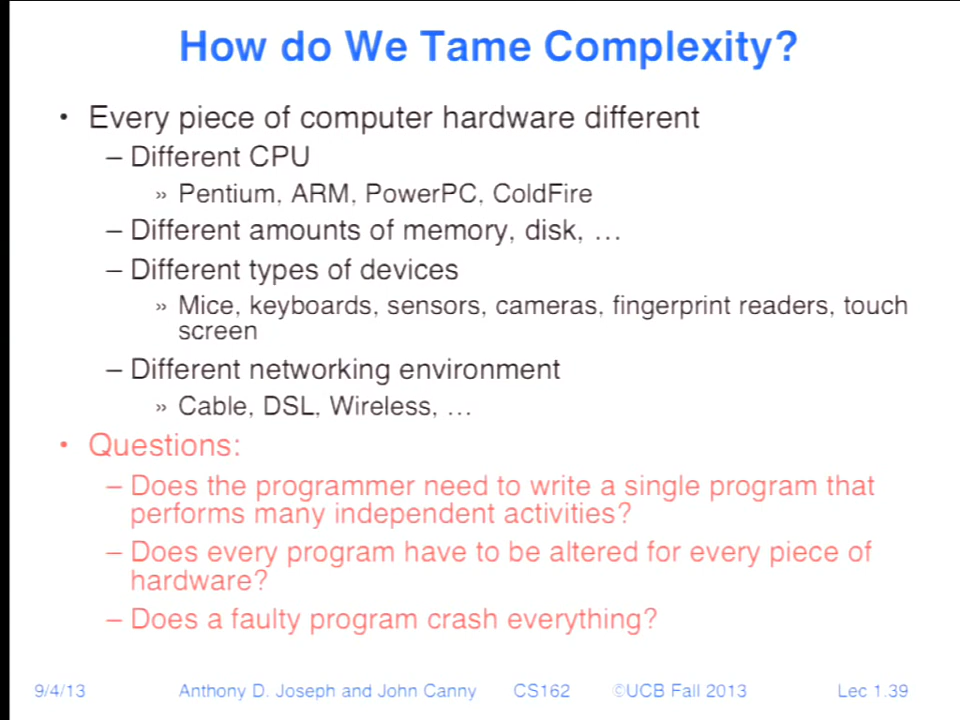 How do We Tame Complexity?
• Every piece of computer hardware different
– Different CPU
» Pentium, ARM, PowerPC, ColdFire
– Different amounts of memory, disk, …
– Different types of devices
» Mice, keyboards, sensors, cameras, fingerprint readers, touch
screen
– Different networking environment
» Cable, DSL, Wireless, …
• Questions:
– Does the programmer need to write a single program that
performs many independent activities?
– Does every program have to be altered for every piece of
hardware?
– Does a faulty program crash everything?
9/4/13 Anthony D. Joseph and John Canny CS162 ©UCB Fall 2013 Lec 1.39